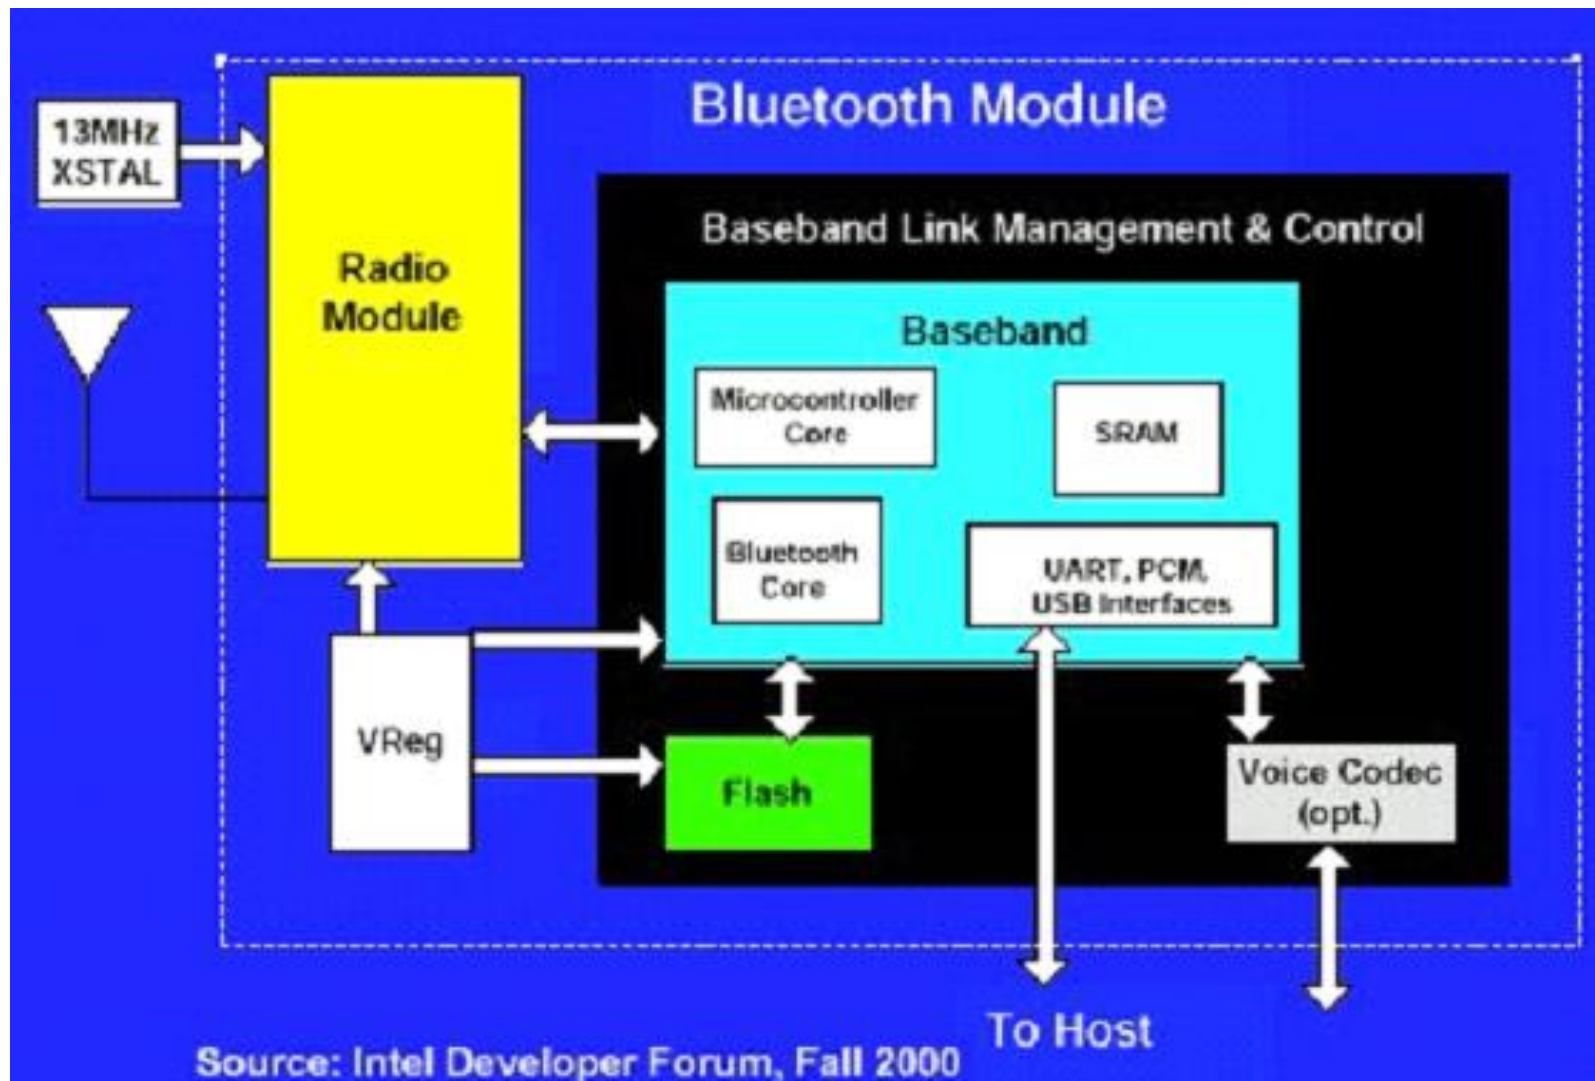 Bluetooth Module
13MHz
XSTAL
Radio
Module
Baseband Link Management & Control
Baseband
Microcontroller
Core
SRAM
Bluetooth
Core
UART, PCM,
USB Interfaces
VReg
Flash
Voice Codec
(opt.)
To Host
Source: Intel Developer Forum, Fall 2000